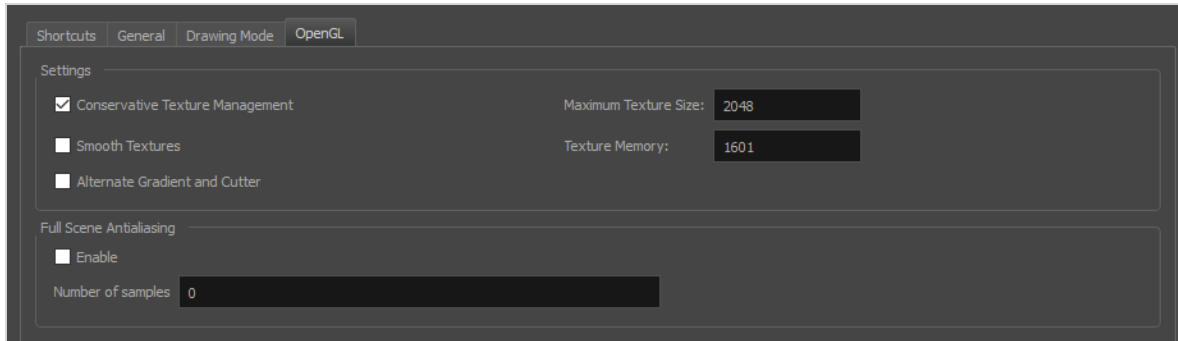 Shortcuts General Drawing Mode OpenGL
Settings
Conservative Texture Management Maximum Texture Size: 2048
Smooth Textures Texture Memory: 1601
Alternate Gradient and Cutter
Full Scene Antialiasing
Enable
Number of samples 0